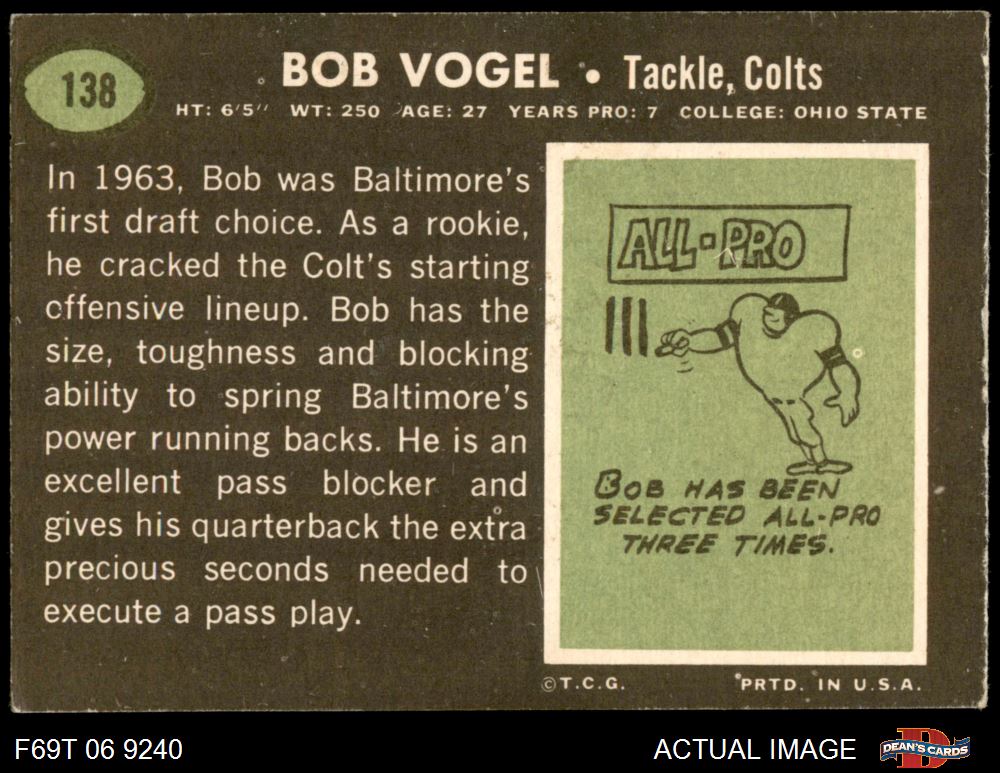 138
BOB VOGEL • Tackle, Colts
HT: 6'5" WT: 250 AGE: 27 YEARS PRO: 7 COLLEGE: OHIO STATE
In 1963, Bob was Baltimore's
first draft choice. As a rookie,
he cracked the Colt's starting
offensive lineup. Bob has the
size, toughness and blocking
ability to spring Baltimore's
power running backs. He is an
excellent pass blocker and
gives his quarterback the extra
precious seconds needed to
execute a pass play.
ALL-PRO
BOB HAS BEEN
SELECTED ALL-PRO
THREE TIMES.
©T.C.G. PRTD. IN U.S.A.
F69T 06 9240 ACTUAL IMAGE DEAN'S CARDS